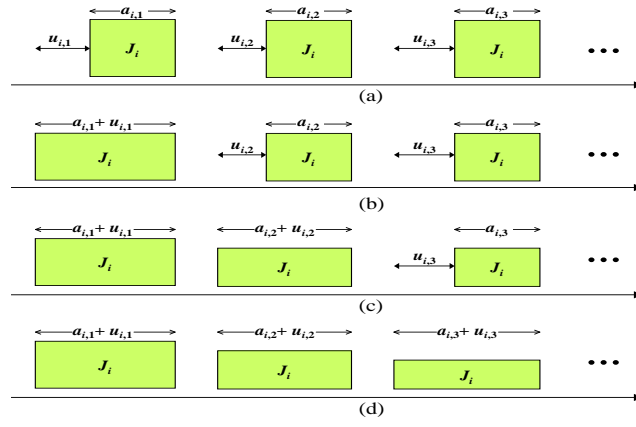 a_{i,1} a_{i,2} a_{i,3}
u_{i,1} J_i u_{i,2} J_i u_{i,3} J_i •••
(a)
a_{i,1}+ u_{i,1} a_{i,2} a_{i,3}
J_i u_{i,2} J_i u_{i,3} J_i •••
(b)
a_{i,1}+ u_{i,1} a_{i,2}+ u_{i,2} a_{i,3}
J_i J_i u_{i,3} J_i •••
(c)
a_{i,1}+ u_{i,1} a_{i,2}+ u_{i,2} a_{i,3}+ u_{i,3}
J_i J_i J_i •••
(d)